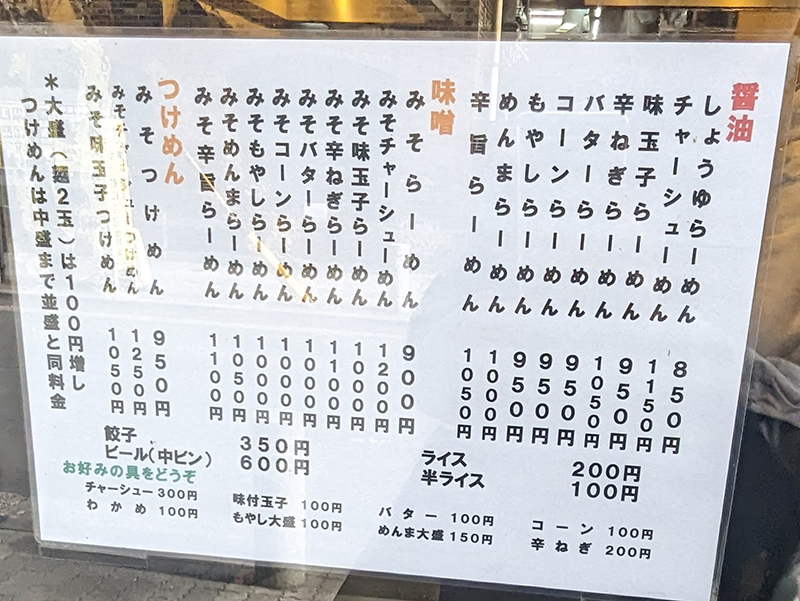 醤油
しょうゆらーめん 850円
チャーシューめん 1150円
味玉子らーめん 950円
辛ねぎらーめん 1050円
バターらーめん 950円
コーンらーめん 950円
もやしらーめん 950円
めんまらーめん 1000円
辛旨らーめん 1050円
味噌
みそらーめん 900円
みそチャーシューめん 1200円
みそ味玉子らーめん 1000円
みそ辛ねぎらーめん 1100円
みそバターらーめん 1000円
みそコーンらーめん 1000円
みそもやしらーめん 1000円
みそめんまらーめん 1050円
みそ辛旨らーめん 1100円
つけめん
みそつけめん 950円
みそチャーシューつけめん 1250円
みそ味玉子つけめん 1050円
＊大盛（麺2玉）は100円増し
つけめんは中盛まで並盛と同料金
餃子 350円
ビール(中ビン) 600円
ライス 200円
半ライス 100円
お好みの具をどうぞ
チャーシュー 300円
わかめ 100円
味付玉子 100円
もやし大盛 100円
バター 100円
めんま大盛 150円
コーン 100円
辛ねぎ 200円